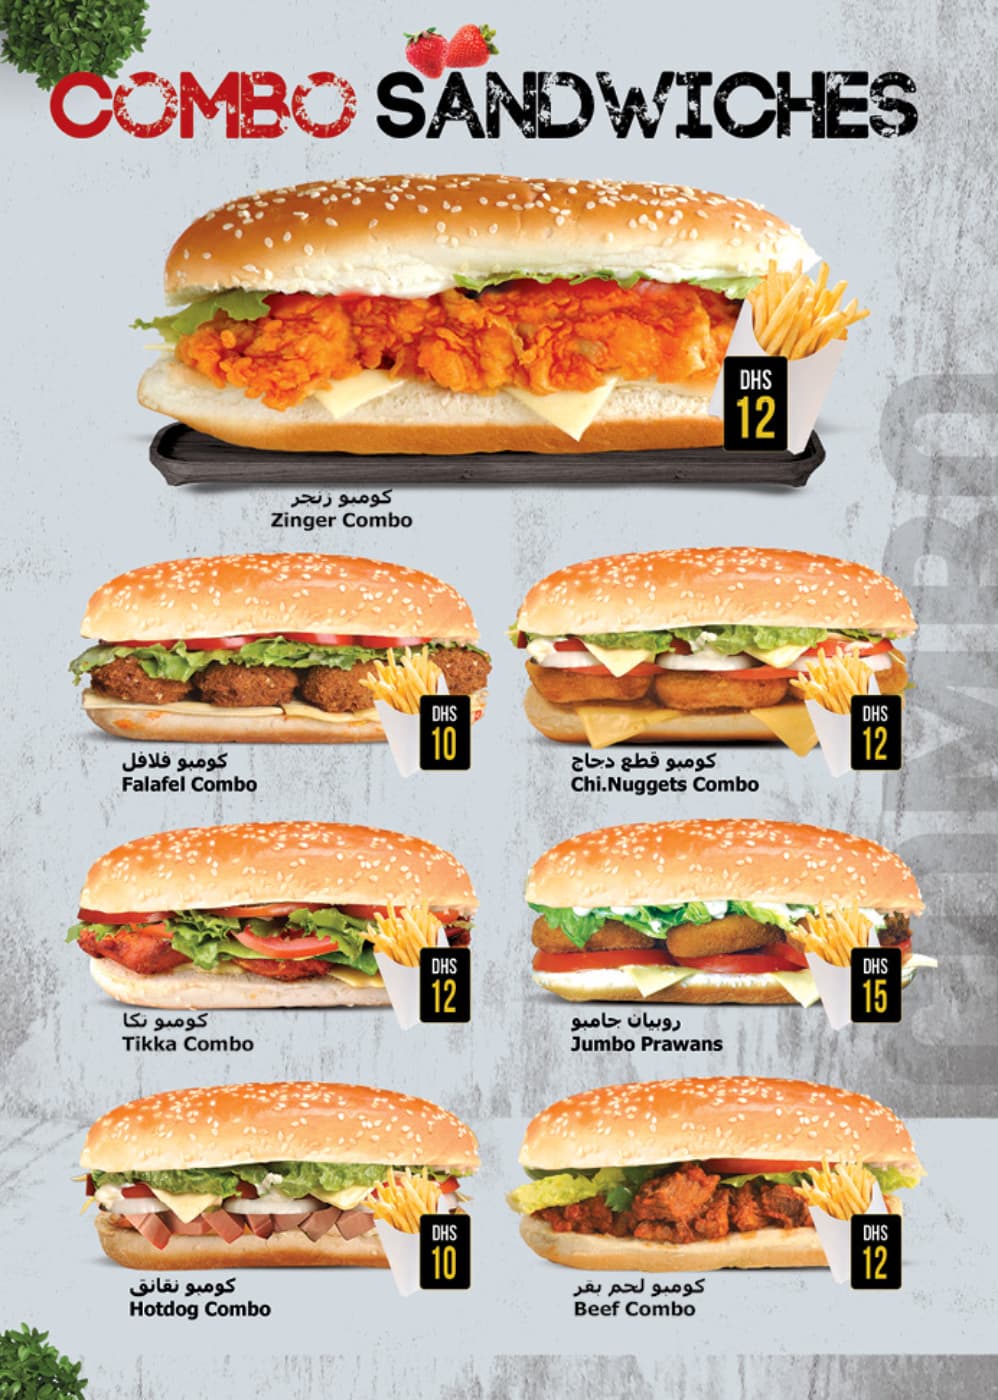 COMBO SANDWICHES
DHS
12
كومبو زنجر
Zinger Combo
DHS
10
كومبو فلافل
Falafel Combo
DHS
12
كومبو قطع دجاج
Chi.Nuggets Combo
DHS
12
كومبو تكا
Tikka Combo
DHS
15
روبيان جامبو
Jumbo Prawans
DHS
10
كومبو نقانق
Hotdog Combo
DHS
12
كومبو لحم بقر
Beef Combo
COMBO